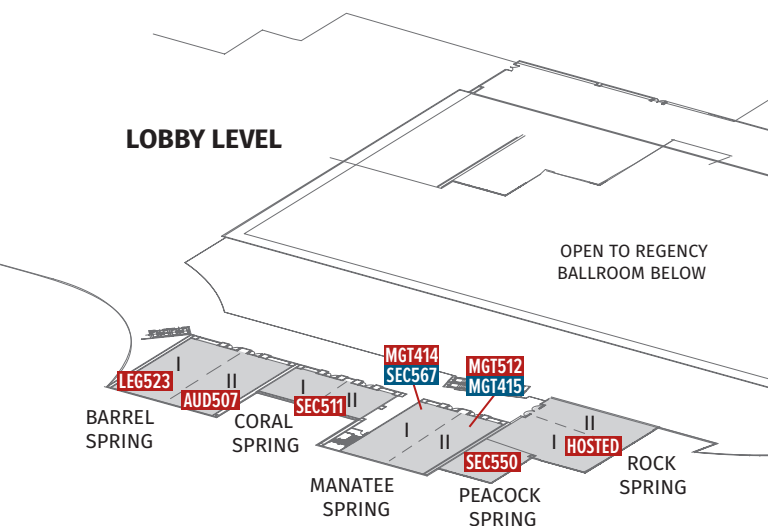 LOBBY LEVEL
OPEN TO REGENCY
BALLROOM BELOW
MGT414
SEC567
MGT512
MGT415
I
LEG523
II
AUD507
I
II
SEC511
BARREL
SPRING
CORAL
SPRING
I
II
II
I
HOSTED
SEC550
MANATEE
SPRING
PEACOCK
SPRING
ROCK
SPRING